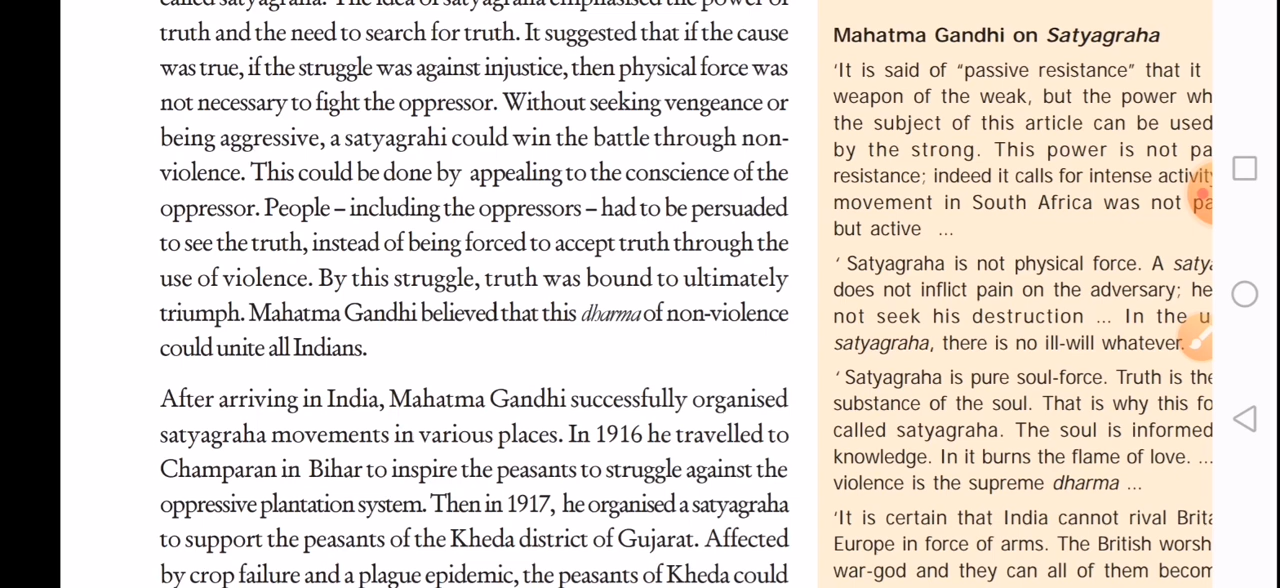 called satyagraha. The idea of satyagraha emphasised the power of
truth and the need to search for truth. It suggested that if the cause
was true, if the struggle was against injustice, then physical force was
not necessary to fight the oppressor. Without seeking vengeance or
being aggressive, a satyagrahi could win the battle through non-
violence. This could be done by appealing to the conscience of the
oppressor. People – including the oppressors – had to be persuaded
to see the truth, instead of being forced to accept truth through the
use of violence. By this struggle, truth was bound to ultimately
triumph. Mahatma Gandhi believed that this dharma of non-violence
could unite all Indians.
After arriving in India, Mahatma Gandhi successfully organised
satyagraha movements in various places. In 1916 he travelled to
Champaran in Bihar to inspire the peasants to struggle against the
oppressive plantation system. Then in 1917, he organised a satyagraha
to support the peasants of the Kheda district of Gujarat. Affected
by crop failure and a plague epidemic, the peasants of Kheda could
Mahatma Gandhi on Satyagraha
‘It is said of “passive resistance” that it
weapon of the weak, but the power
the subject of this article can be used
by the strong. This power is not
resistance; indeed it calls for intense
movement in South Africa was not
but active ...
‘ Satyagraha is not physical force. A
does not inflict pain on the adversary; he
not seek his destruction ... In the
satyagraha, there is no ill-will whatever.
‘ Satyagraha is pure soul-force. Truth is
substance of the soul. That is why this
called satyagraha. The soul is informed
knowledge. In it burns the flame of love. ...
violence is the supreme dharma ...
‘It is certain that India cannot rival
Europe in force of arms. The British
war-god and they can all of them